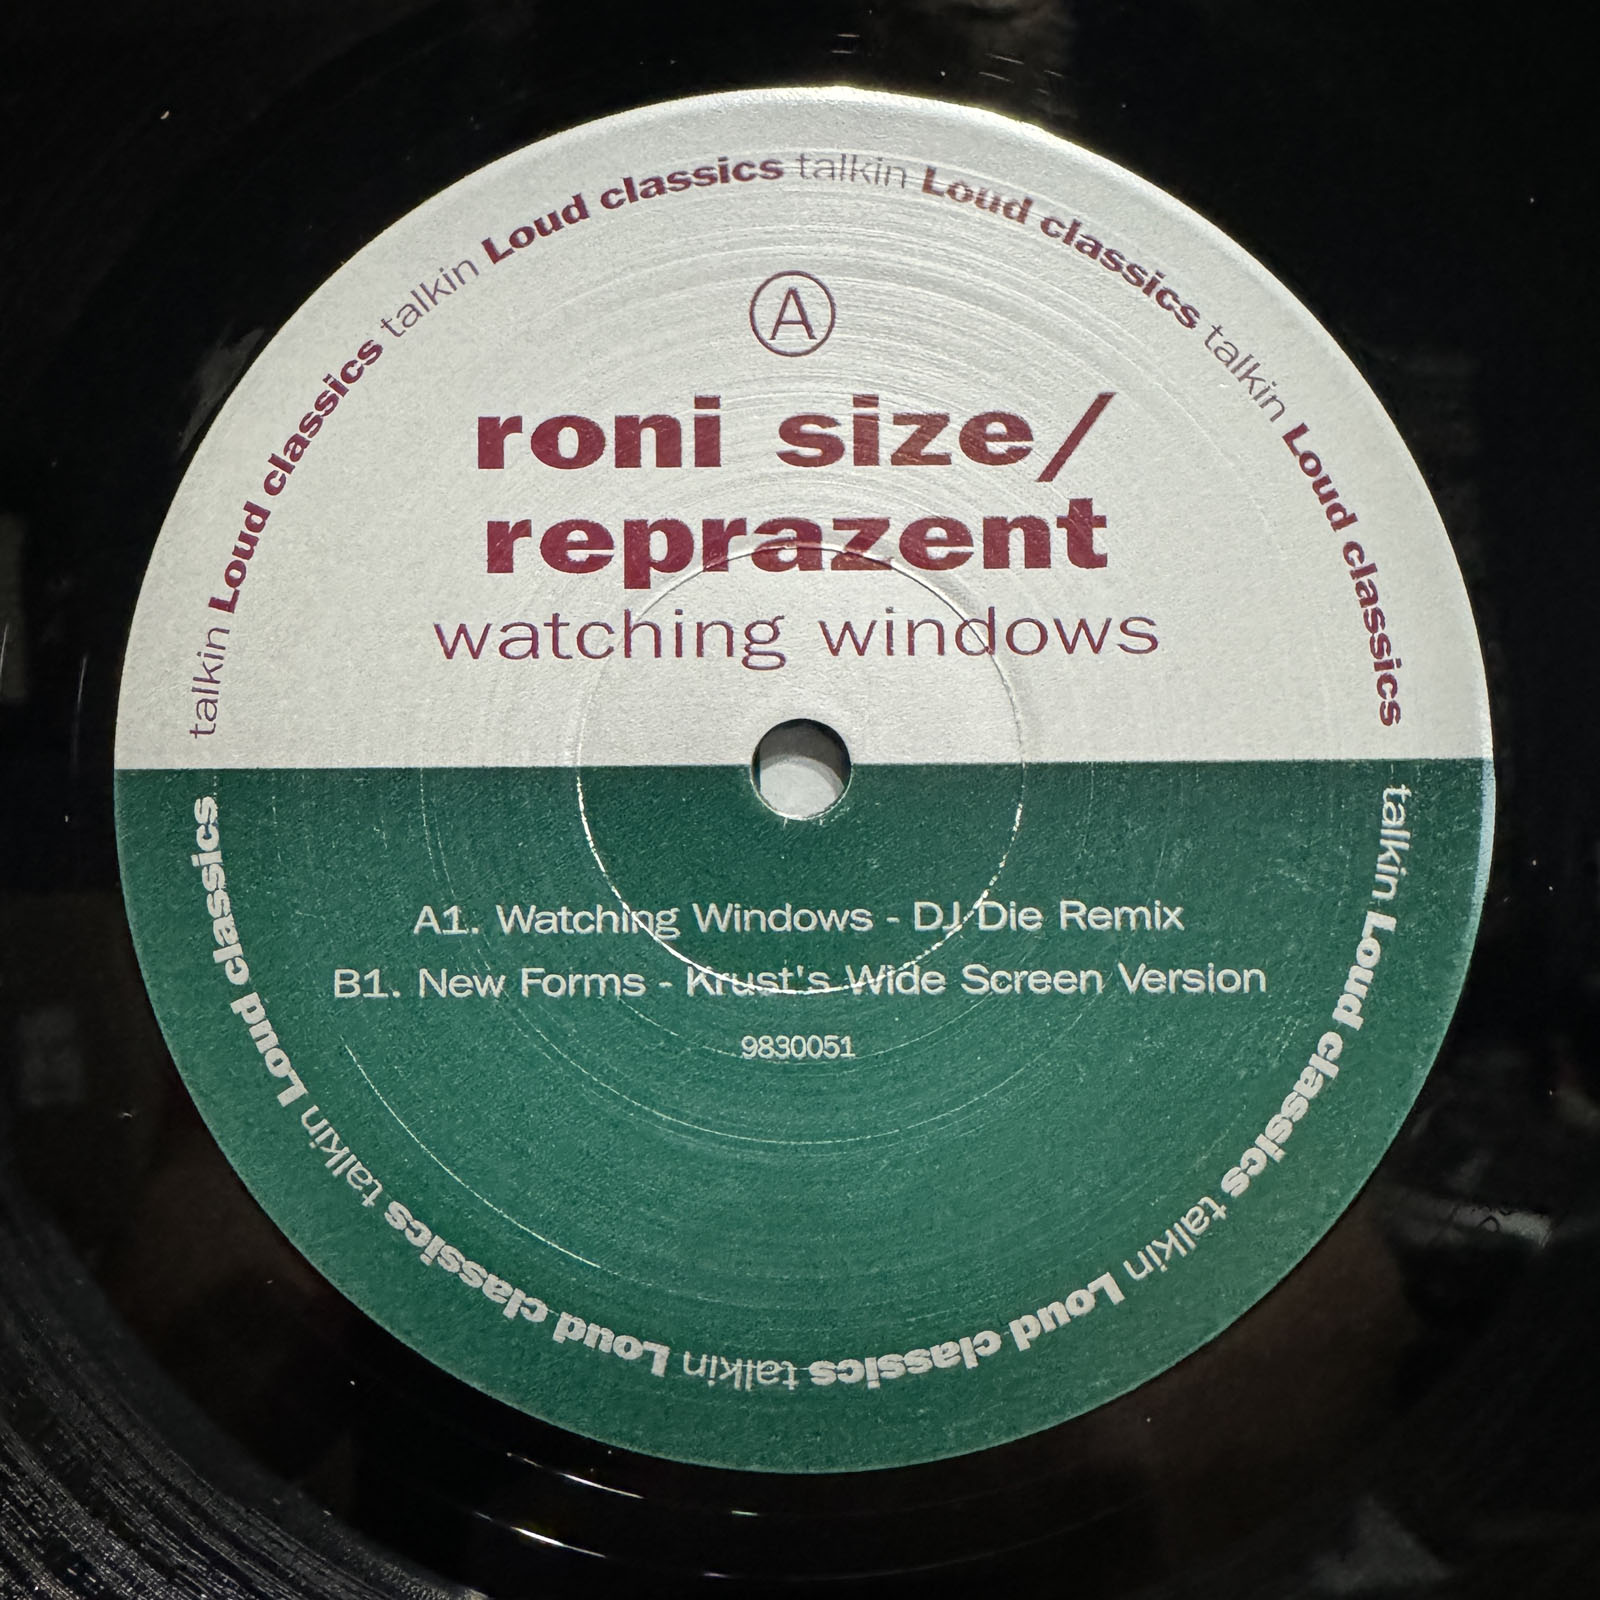 talkin Loud classics talkin Loud classics talkin Loud classics talkin Loud classics
A
roni size/
reprazent
watching windows
A1. Watching Windows - DJ Die Remix
B1. New Forms - Krust's Wide Screen Version
9830051
talkin Loud classics talkin Loud classics talkin Loud classics talkin Loud classics